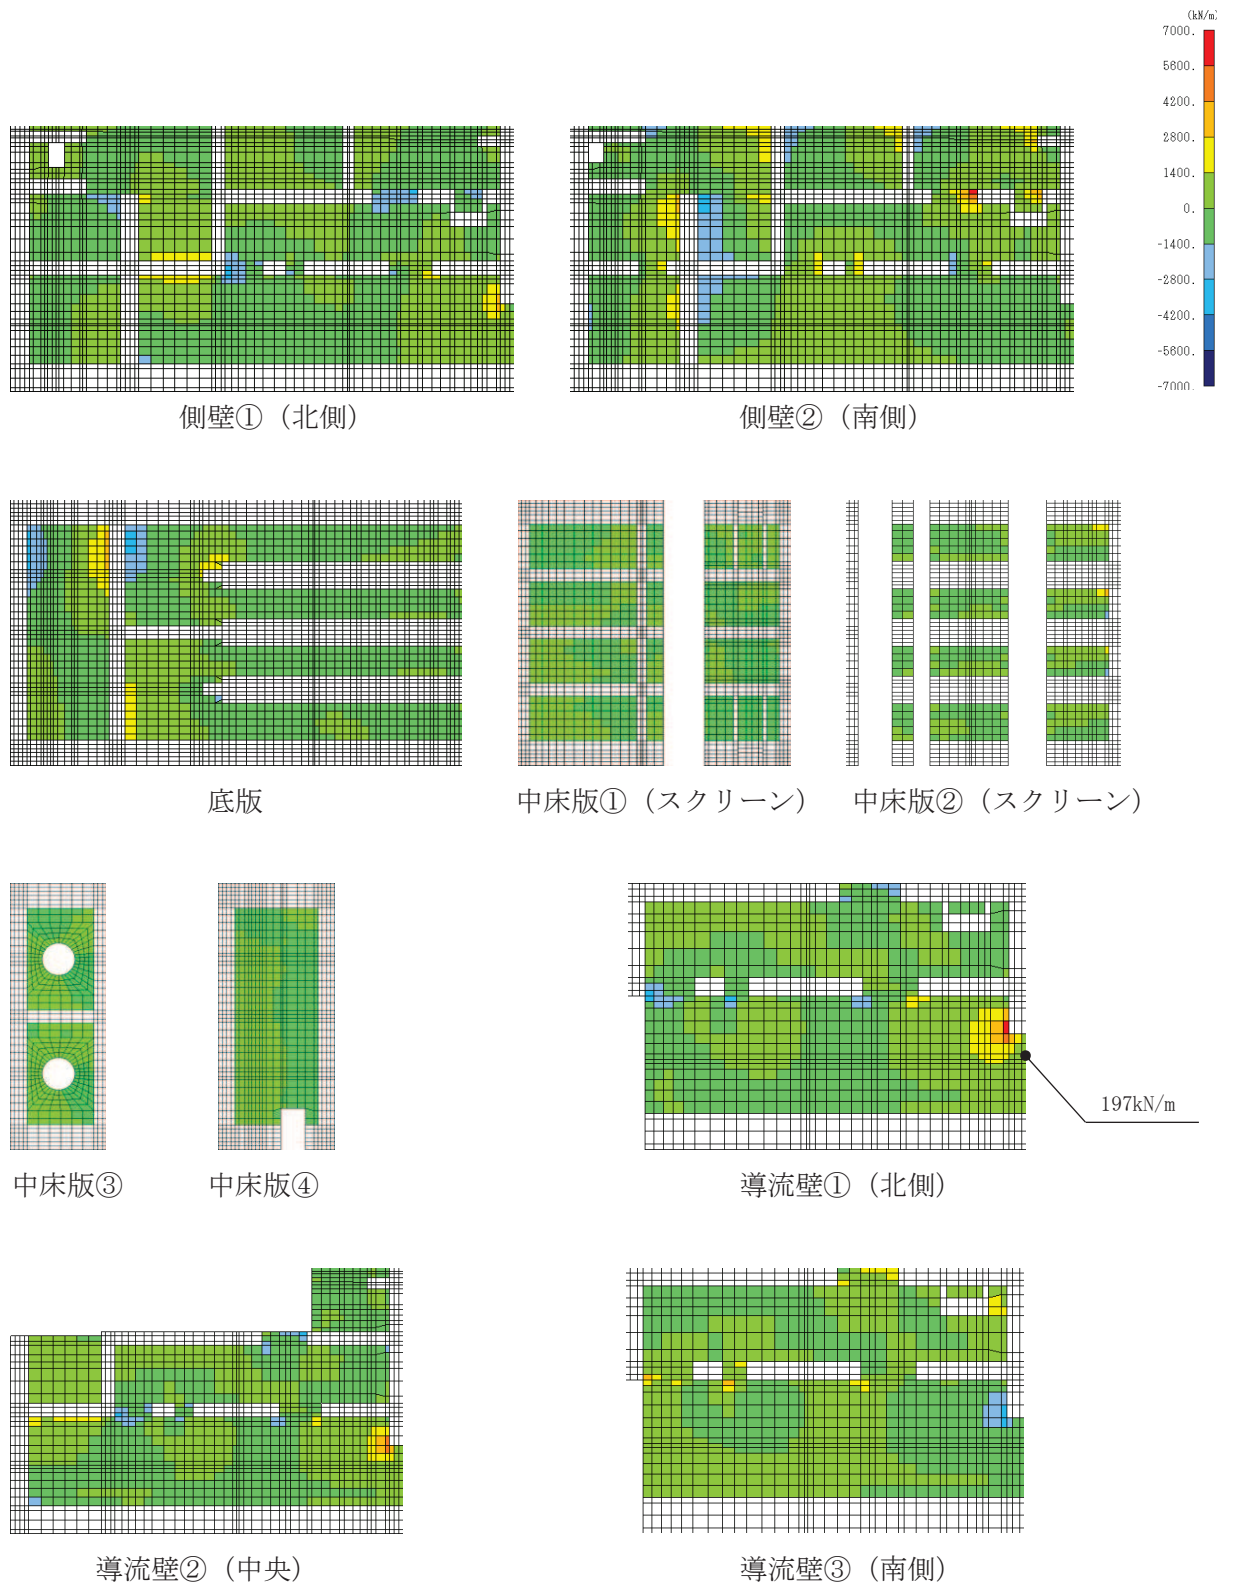 (kN/m)
7000.
5600.
4200.
2800.
1400.
0.
-1400.
-2800.
-4200.
-5600.
-7000.
側壁①（北側）
側壁②（南側）
底版
中床版①（スクリーン）
中床版②（スクリーン）
197kN/m
中床版③
中床版④
導流壁①（北側）
導流壁②（中央）
導流壁③（南側）